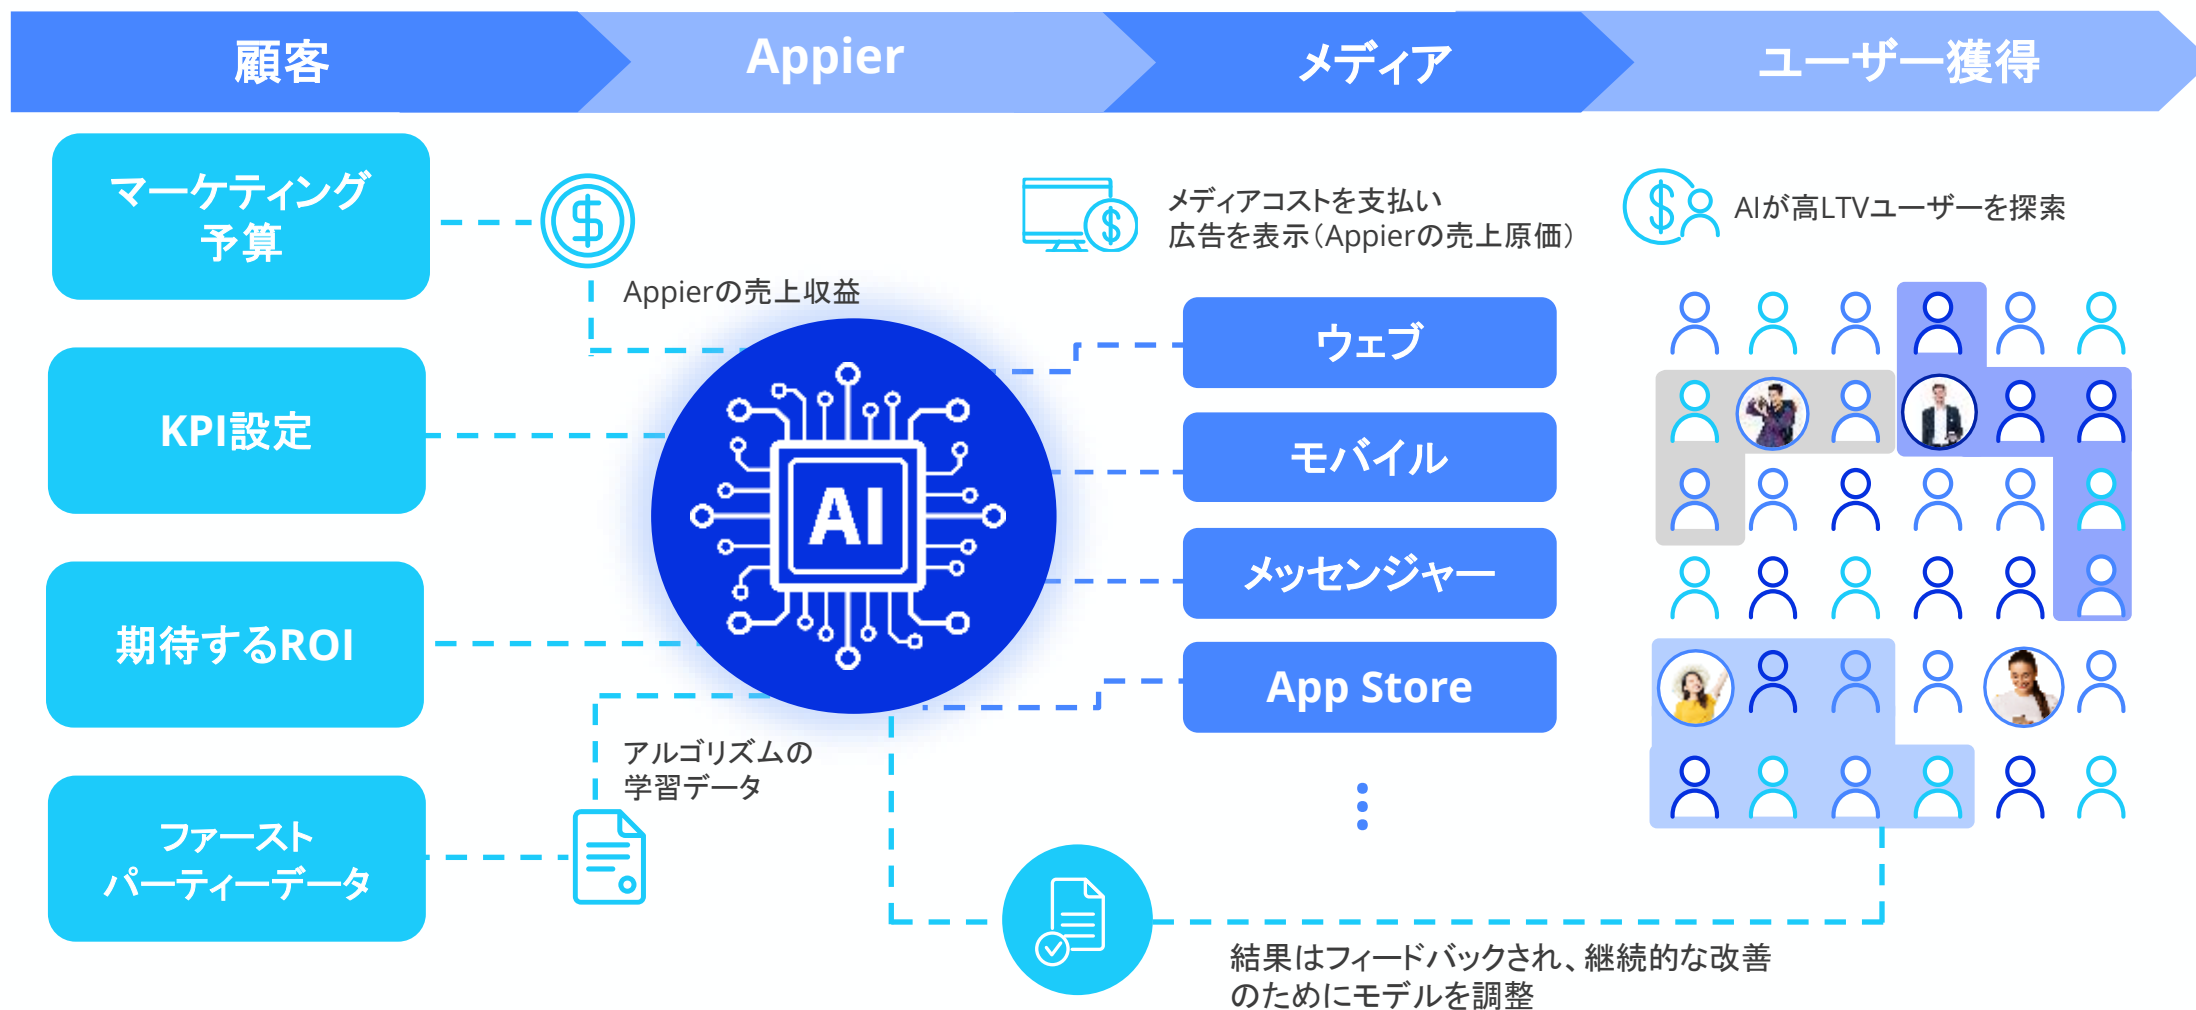 顧客
Appier
メディア
ユーザー獲得
マーケティング
予算
KPI設定
期待するROI
ファースト
パーティーデータ
Appierの売上収益
AI
アルゴリズムの
学習データ
メディアコストを支払い
広告を表示（Appierの売上原価）
ウェブ
モバイル
メッセンジャー
App Store
AIが高LTVユーザーを探索
結果はフィードバックされ、継続的な改善
のためにモデルを調整